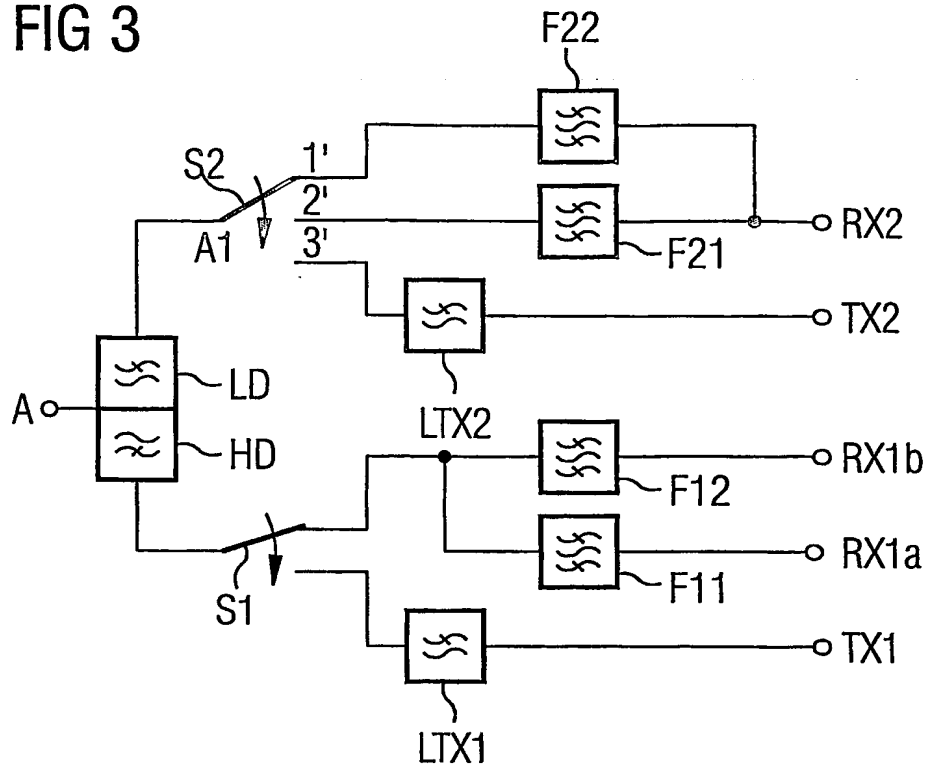 FIG 3
F22
S2
1'
2'
3'
A1
RX2
F21
TX2
LD
A
LTX2
HD
RX1b
F12
RX1a
F11
S1
TX1
LTX1